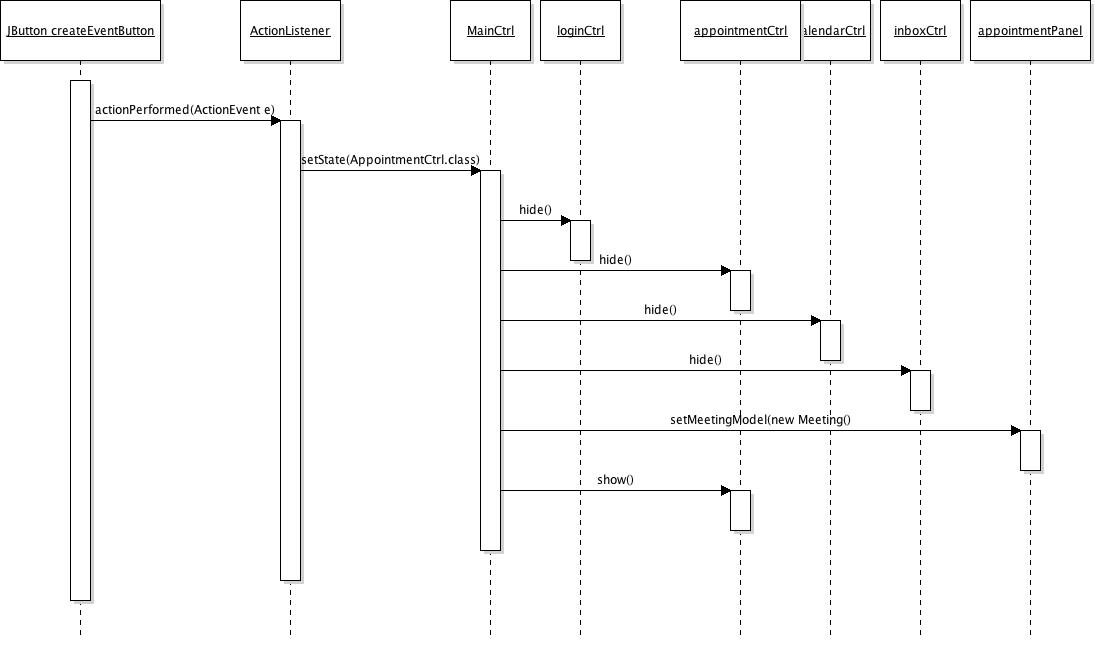 JButton createEventButton
ActionListener
MainCtrl
loginCtrl
appointmentCtrl
alendarCtrl
inboxCtrl
appointmentPanel
actionPerformed(ActionEvent e)
setState(AppointmentCtrl.class)
hide()
hide()
hide()
hide()
setMeetingModel(new Meeting()
show()